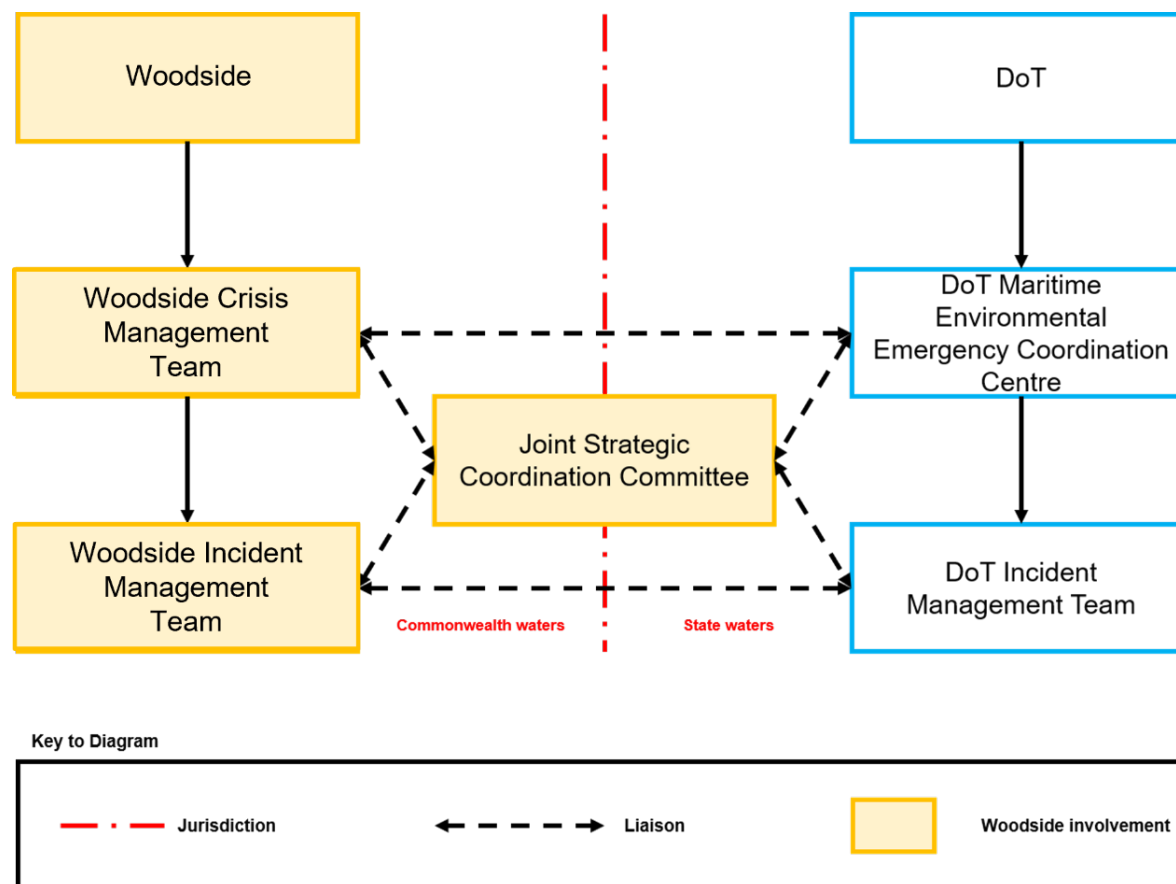 Woodside
DoT
Woodside Crisis
Management
Team
DoT Maritime
Environmental
Emergency Coordination
Centre
Joint Strategic
Coordination Committee
Woodside Incident
Management
Team
DoT Incident
Management Team
Commonwealth waters
State waters
Key to Diagram
Jurisdiction
Liaison
Woodside involvement